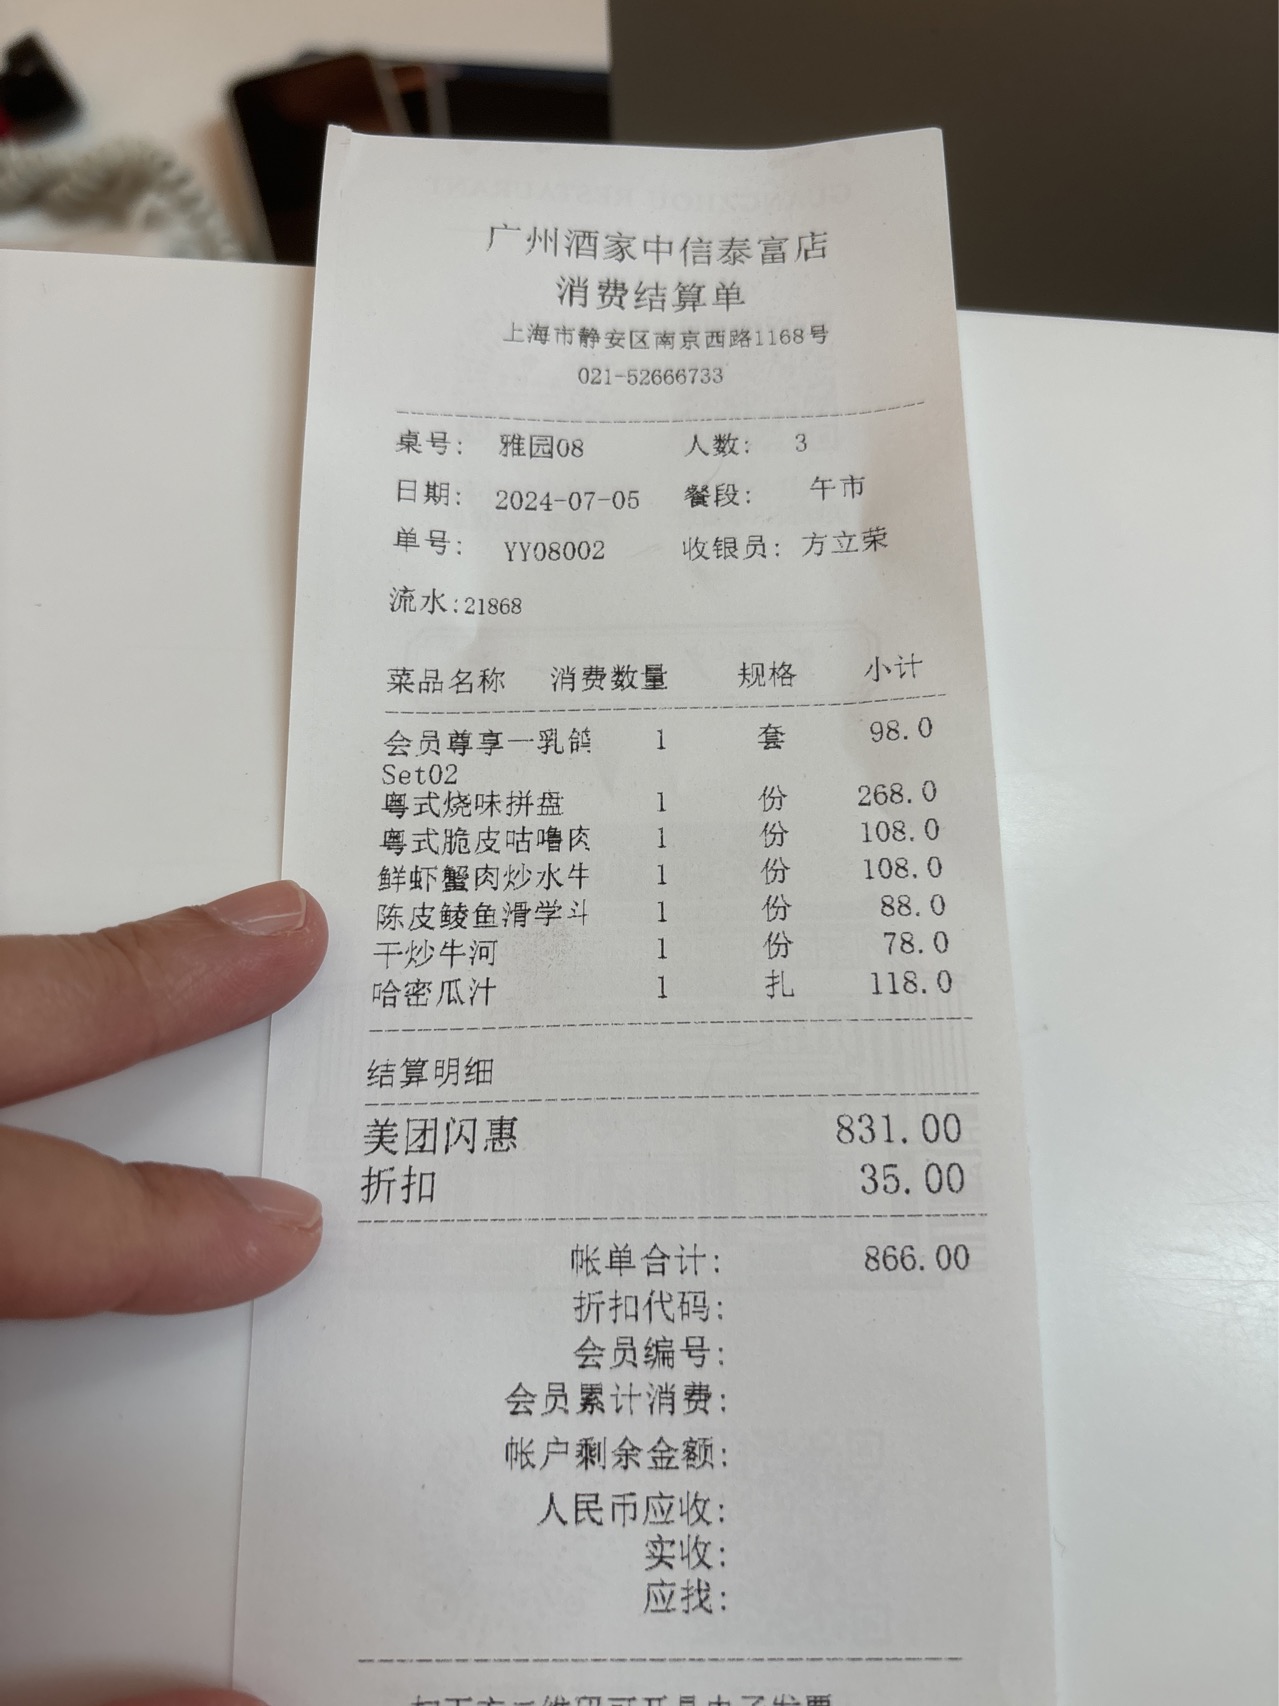 广州酒家中信泰富店
消费结算单
上海市静安区南京西路1168号
021-52666733
桌号: 雅园08 人数: 3
日期: 2024-07-05 餐段: 午市
单号: YY08002 收银员: 方立荣
流水:21868
菜品名称 消费数量 规格 小计
会员尊享一乳鸽 1 套 98.0
Set02
粤式烧味拼盘 1 份 268.0
粤式脆皮咕噜肉 1 份 108.0
鲜虾蟹肉炒水牛 1 份 108.0
陈皮鲮鱼滑学斗 1 份 88.0
干炒牛河 1 份 78.0
哈密瓜汁 1 扎 118.0
结算明细
美团闪惠 831.00
折扣 35.00
帐单合计: 866.00
折扣代码:
会员编号:
会员累计消费:
帐户剩余金额:
人民币应收:
实收:
应找: